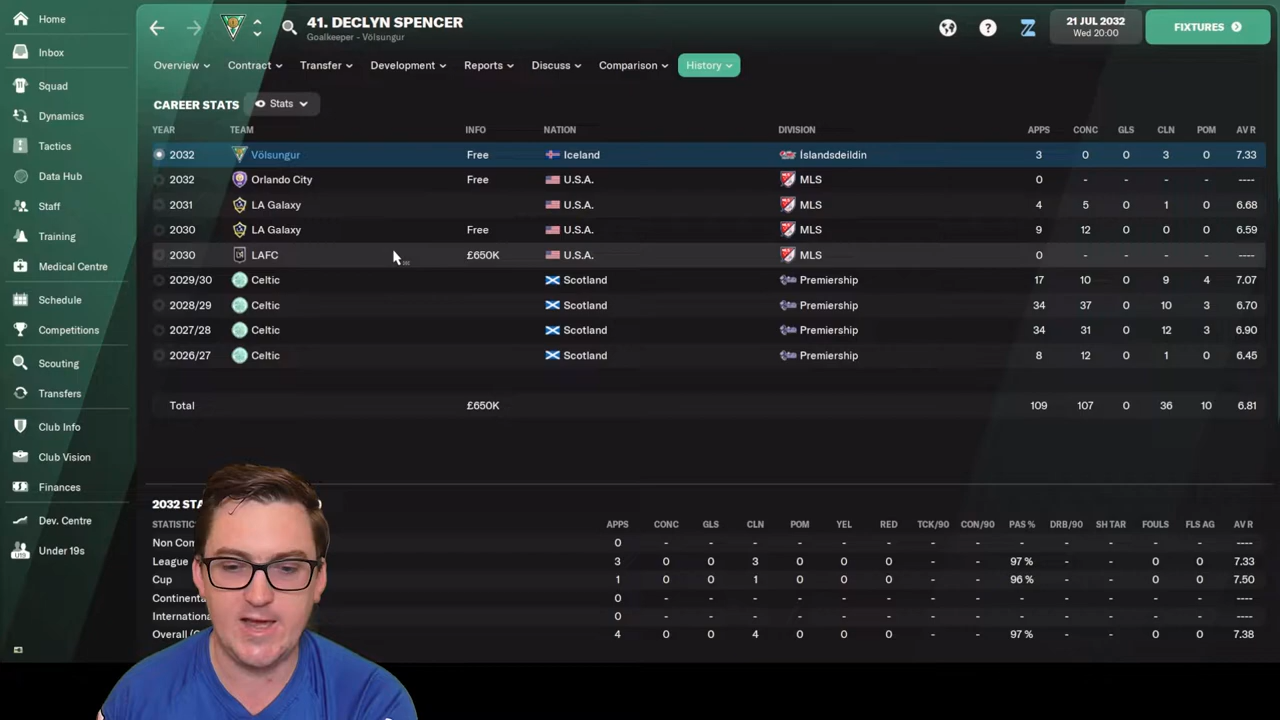 Home
Inbox
Squad
Dynamics
Tactics
Data Hub
Staff
Training
Medical Centre
Schedule
Competitions
Scouting
Transfers
Club Info
Club Vision
Finances
Dev. Centre
Under 19s
41. DECLYN SPENCER
Goalkeeper - Völsungur
21 JUL 2032
Wed 20:00
FIXTURES
Overview Contract Transfer Development Reports Discuss Comparison History
CAREER STATS Stats
YEAR TEAM INFO NATION DIVISION APPS CONC GLS CLN POM AV R
2032 Völsungur Free Iceland Íslandsdeildin 3 0 0 3 0 7.33
2032 Orlando City Free U.S.A. MLS 0 - - - - ----
2031 LA Galaxy U.S.A. MLS 4 5 0 1 0 6.68
2030 LA Galaxy Free U.S.A. MLS 9 12 0 0 0 6.59
2030 LAFC £650K U.S.A. MLS 0 - - - - ----
2029/30 Celtic Scotland Premiership 17 10 0 9 4 7.07
2028/29 Celtic Scotland Premiership 34 37 0 10 3 6.70
2027/28 Celtic Scotland Premiership 34 31 0 12 3 6.90
2026/27 Celtic Scotland Premiership 8 12 0 1 0 6.45
Total £650K 109 107 0 36 10 6.81
2032
APPS CONC GLS CLN POM YEL RED TCK/90 CON/90 PAS % DRB/90 SH TAR FOULS FLS AG AV R
Non 0 - - - - - - - - - - - - - ----
League 3 0 0 3 0 0 0 - - 97 % - - 0 0 7.33
Cup 1 0 0 1 0 0 0 - - 96 % - - 0 0 7.50
0 - - - - - - - - - - - - - ----
0 - - - - - - - - - - - - - ----
Overall 4 0 0 4 0 0 0 - - 97 % - - 0 0 7.38